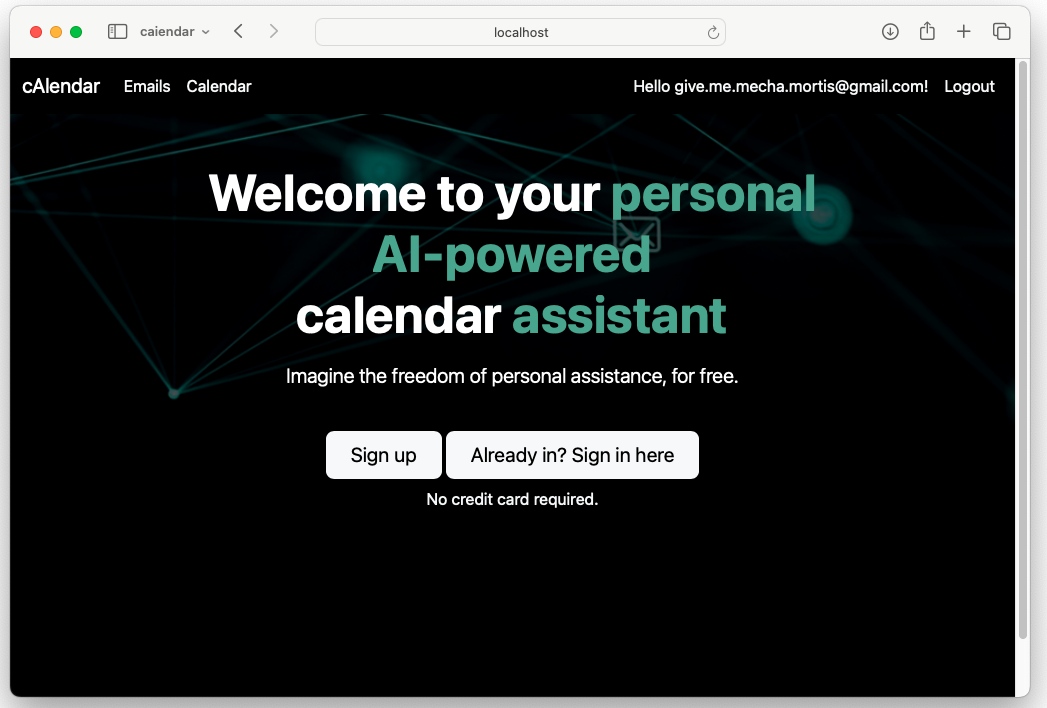 caiendar
localhost
cAlendar Emails Calendar Hello give.me.mecha.mortis@gmail.com! Logout
Welcome to your personal
AI-powered
calendar assistant
Imagine the freedom of personal assistance, for free.
Sign up Already in? Sign in here
No credit card required.